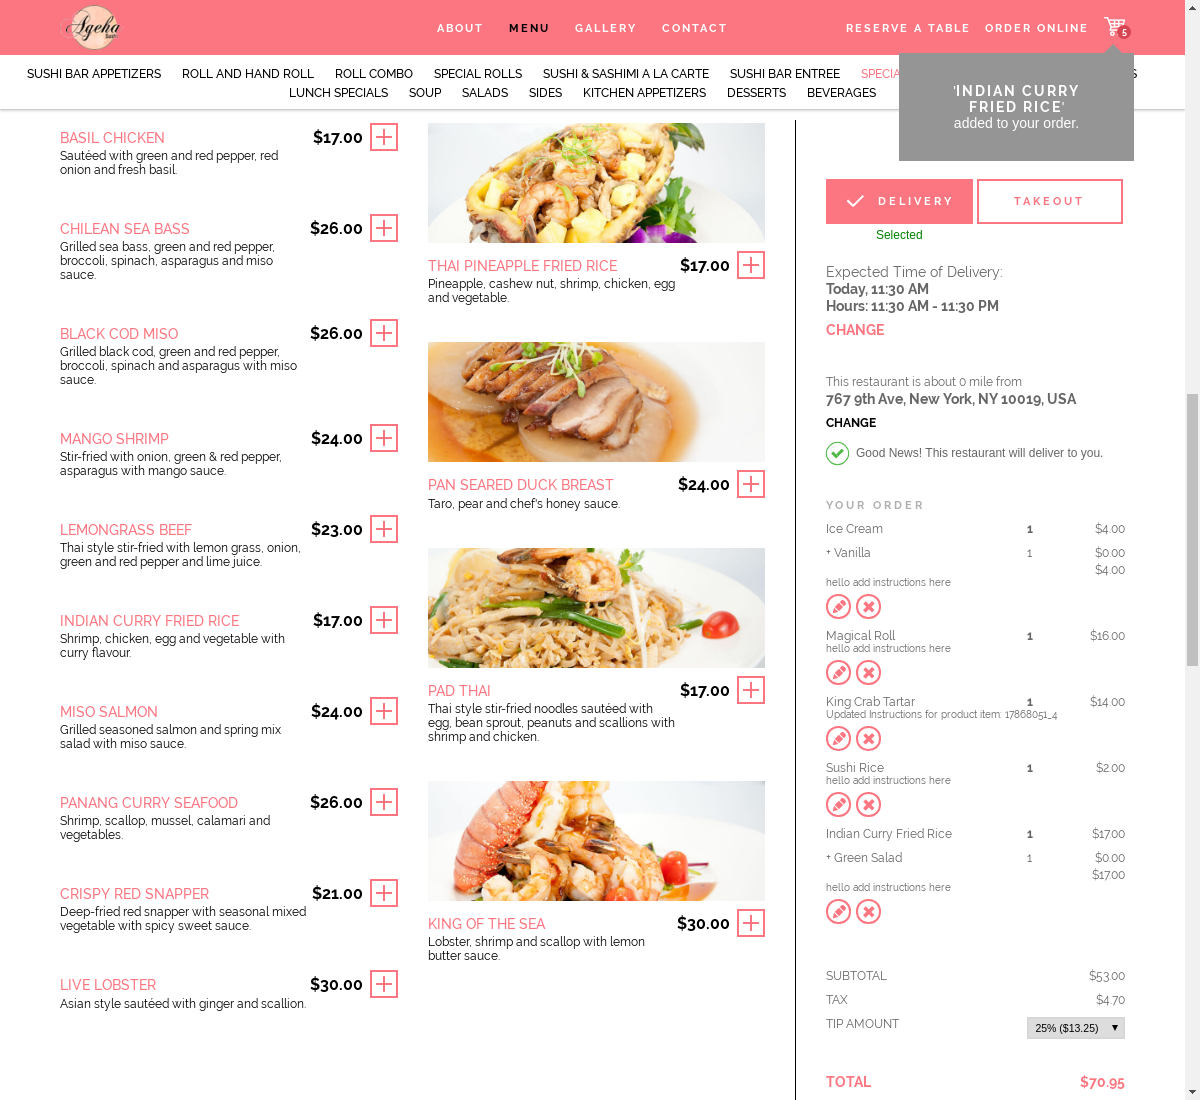 Ageha
Sushi
ABOUT
MENU
GALLERY
CONTACT
RESERVE A TABLE
ORDER ONLINE
5
SUSHI BAR APPETIZERS
ROLL AND HAND ROLL
ROLL COMBO
SPECIAL ROLLS
SUSHI & SASHIMI A LA CARTE
SUSHI BAR ENTREE
LUNCH SPECIALS
SOUP
SALADS
SIDES
KITCHEN APPETIZERS
DESSERTS
BEVERAGES
'INDIAN CURRY
FRIED RICE'
added to your order.
BASIL CHICKEN
$17.00
Sautéed with green and red pepper, red
onion and fresh basil.
CHILEAN SEA BASS
$26.00
Grilled sea bass, green and red pepper,
broccoli, spinach, asparagus and miso
sauce.
BLACK COD MISO
$26.00
Grilled black cod, green and red pepper,
broccoli, spinach and asparagus with miso
sauce.
MANGO SHRIMP
$24.00
Stir-fried with onion, green & red pepper,
asparagus with mango sauce.
LEMONGRASS BEEF
$23.00
Thai style stir-fried with lemon grass, onion,
green and red pepper and lime juice.
INDIAN CURRY FRIED RICE
$17.00
Shrimp, chicken, egg and vegetable with
curry flavour.
MISO SALMON
$24.00
Grilled seasoned salmon and spring mix
salad with miso sauce.
PANANG CURRY SEAFOOD
$26.00
Shrimp, scallop, mussel, calamari and
vegetables.
CRISPY RED SNAPPER
$21.00
Deep-fried red snapper with seasonal mixed
vegetable with spicy sweet sauce.
LIVE LOBSTER
$30.00
Asian style sautéed with ginger and scallion.
THAI PINEAPPLE FRIED RICE
$17.00
Pineapple, cashew nut, shrimp, chicken, egg
and vegetable.
PAN SEARED DUCK BREAST
$24.00
Taro, pear and chef's honey sauce.
PAD THAI
$17.00
Thai style stir-fried noodles sautéed with
egg, bean sprout, peanuts and scallions with
shrimp and chicken.
KING OF THE SEA
$30.00
Lobster, shrimp and scallop with lemon
butter sauce.
DELIVERY
TAKEOUT
Selected
Expected Time of Delivery:
Today, 11:30 AM
Hours: 11:30 AM - 11:30 PM
CHANGE
This restaurant is about 0 mile from
767 9th Ave, New York, NY 10019, USA
CHANGE
Good News! This restaurant will deliver to you.
YOUR ORDER
Ice Cream 1 $4.00
+ Vanilla 1 $0.00
$4.00
hello add instructions here
Magical Roll 1 $16.00
hello add instructions here
King Crab Tartar 1 $14.00
Updated Instructions for product item: 17868051_4
Sushi Rice 1 $2.00
hello add instructions here
Indian Curry Fried Rice 1 $17.00
+ Green Salad 1 $0.00
$17.00
hello add instructions here
SUBTOTAL $53.00
TAX $4.70
TIP AMOUNT 25% ($13.25)
TOTAL $70.95